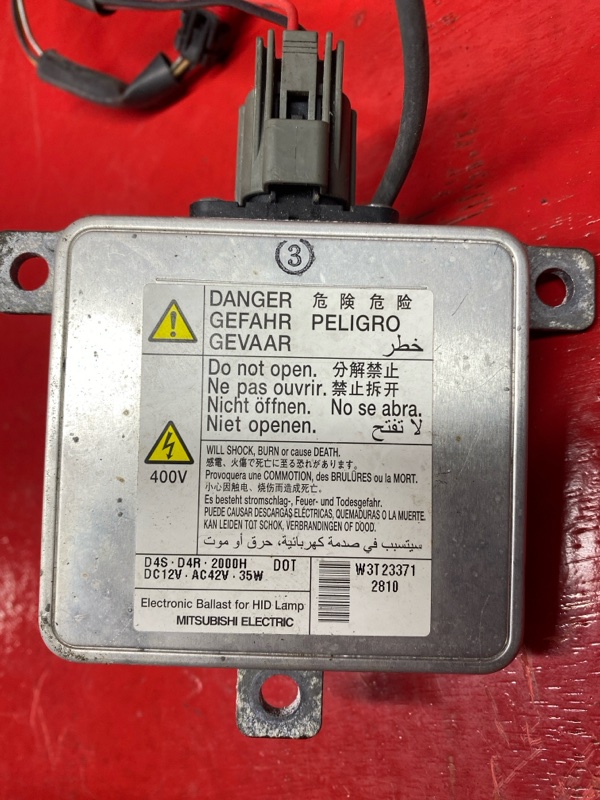 ③
DANGER 危 険 危 险
GEFAHR PELIGRO
GEVAAR خطر
Do not open. 分解禁止
Ne pas ouvrir. 禁止拆开
Nicht öffnen. No se abra.
Niet openen. لا تفتح
400V
WILL SHOCK, BURN or cause DEATH.
感電、火傷で死亡に至る恐れがあります。
Provoquera une COMMOTION, des BRULÛRES ou la MORT.
小心因触电、烧伤而造成死亡。
Es besteht stromschlag-, Feuer- und Todesgefahr.
PUEDE CAUSAR DESCARGAS ELÉCTRICAS, QUEMADURAS O LA MUERTE.
KAN LEIDEN TOT SCHOK, VERBRANDINGEN OF DOOD.
سيتسبب في صدمة كهربائية، حرق أو موت
D4S・D4R・2000H DOT
DC12V・AC42V・35W
W3T23371
2810
Electronic Ballast for HID Lamp
MITSUBISHI ELECTRIC